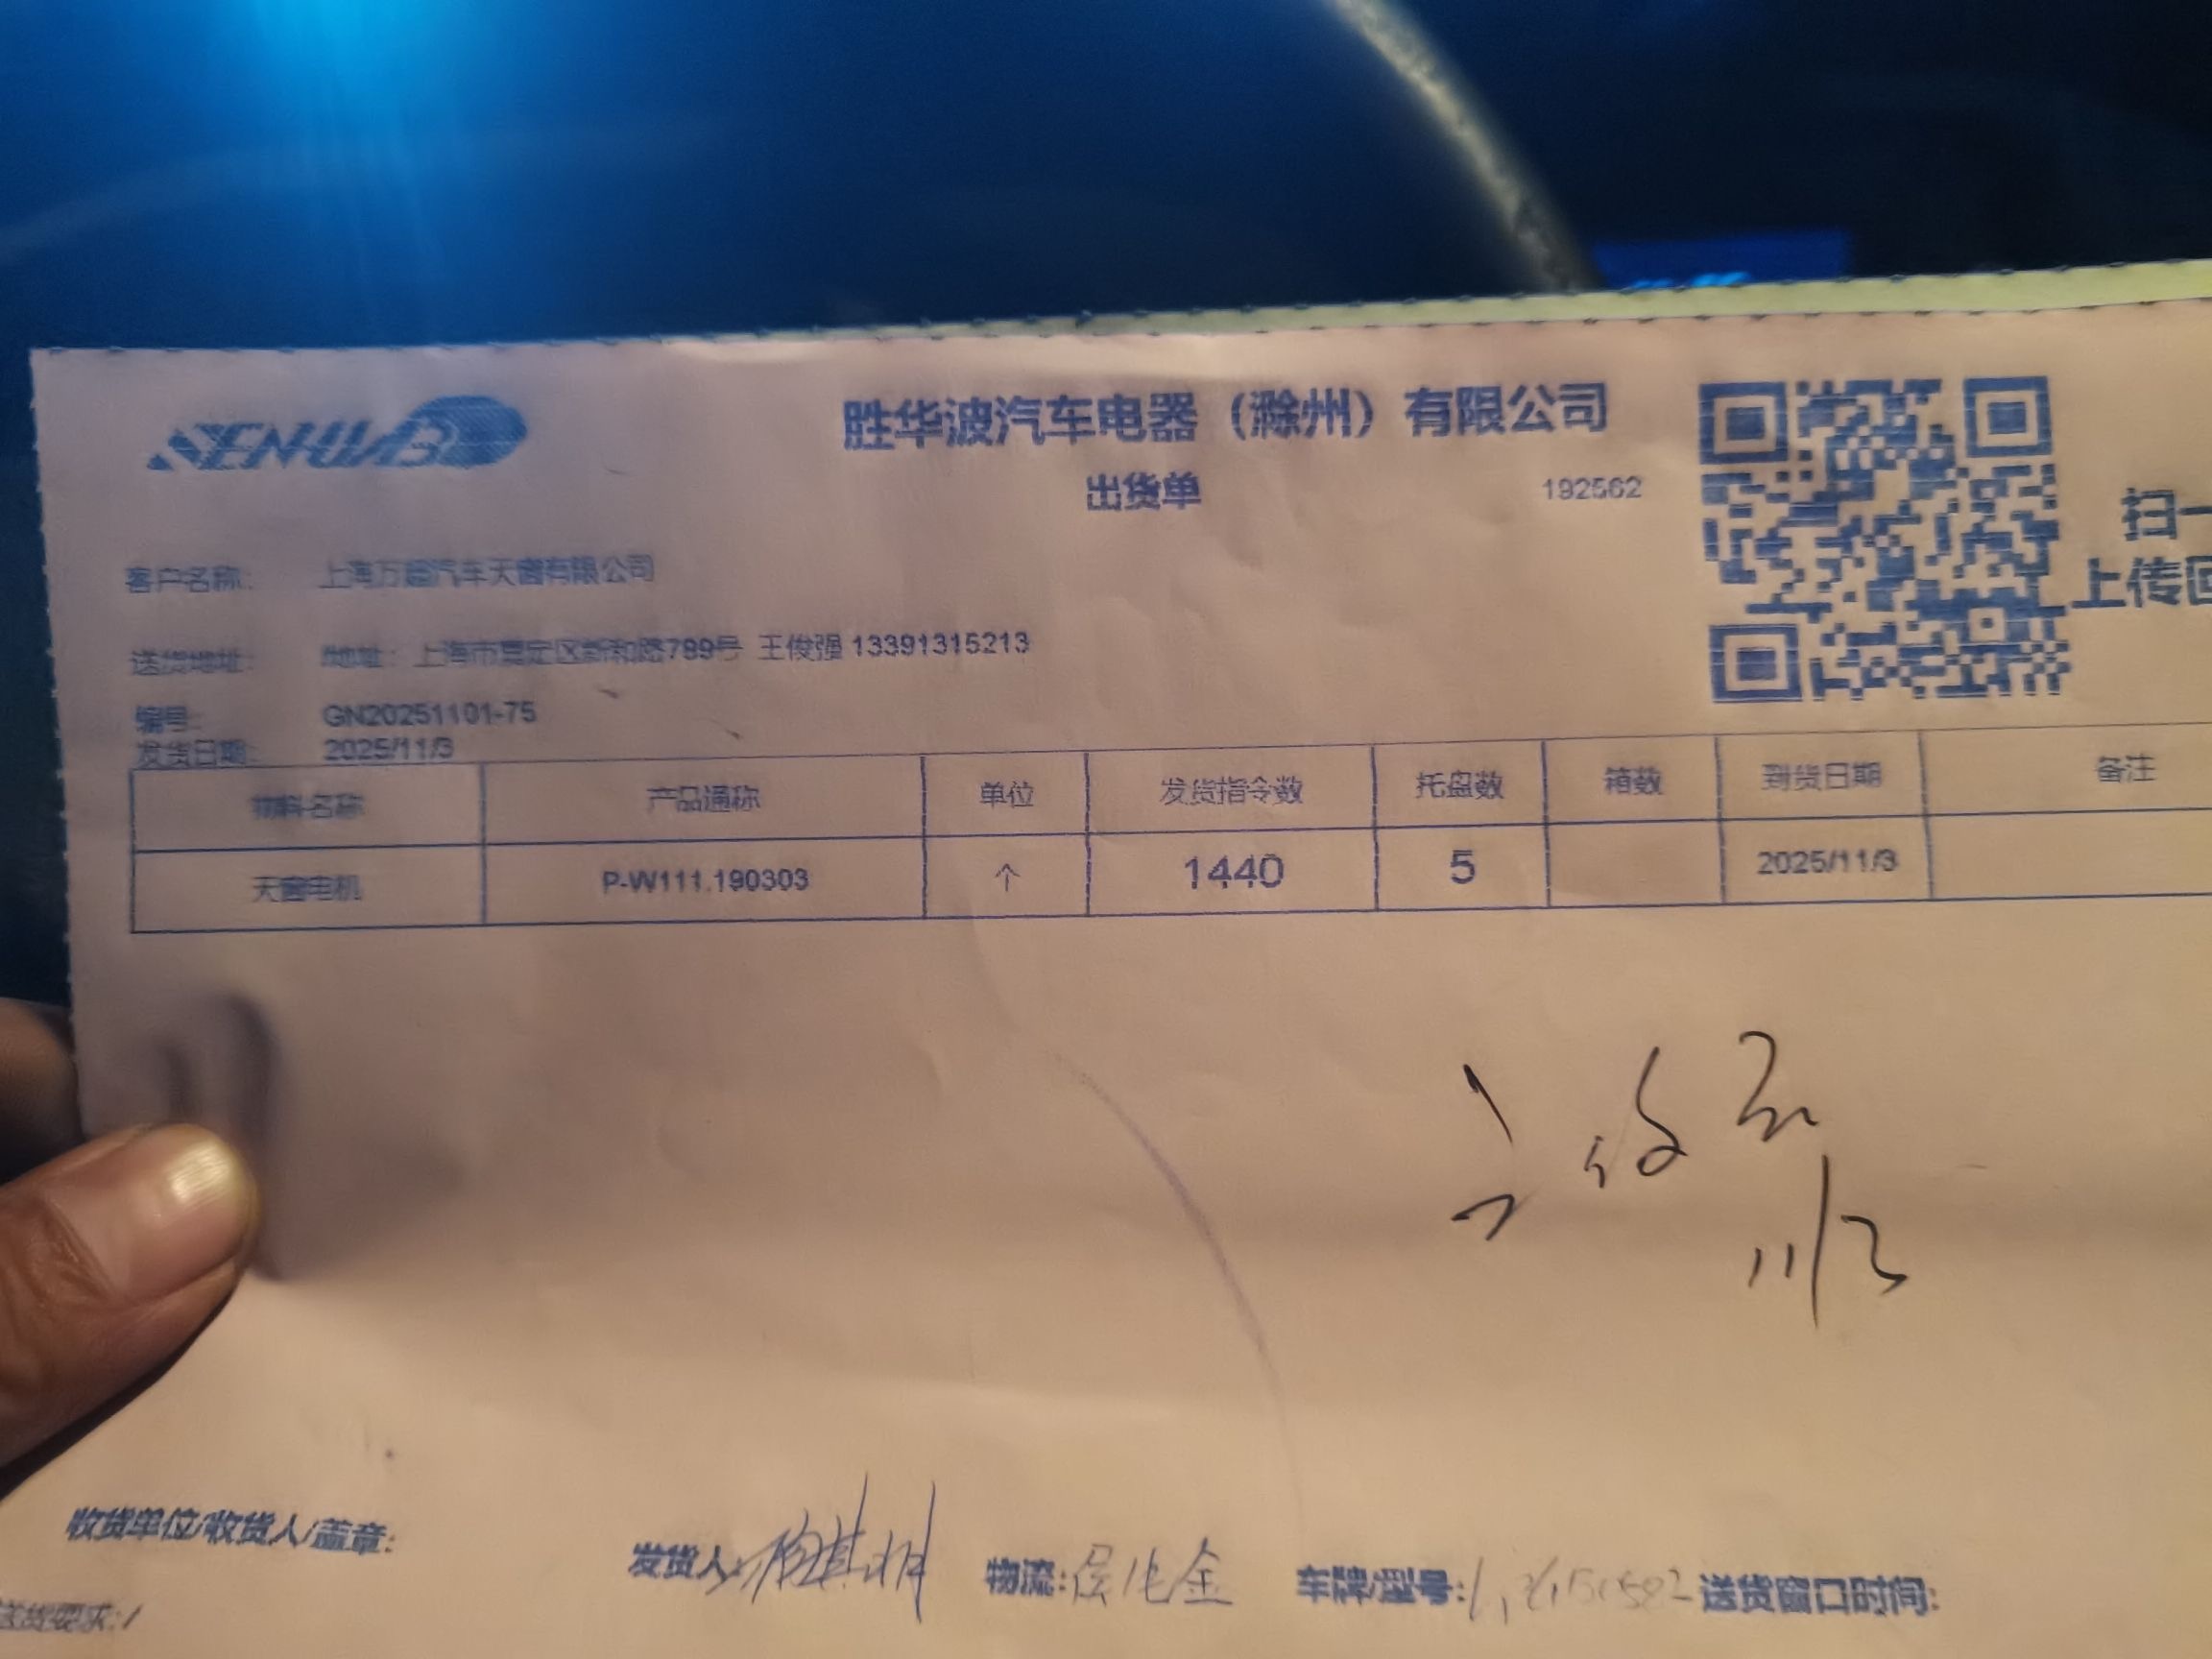 SENHUAB
胜华波汽车电器（滁州）有限公司
出货单
192562
扫一
上传回
客户名称： 上海万超汽车天窗有限公司
送货地址： 地址：上海市嘉定区新和路789号 王俊强 13391315213
编号： GN20251101-75
发货日期： 2025/11/3
物料名称 产品通称 单位 发货指令数 托盘数 箱数 到货日期 备注
天窗电机 P-W111.190303 个 1440 5 2025/11/3
11/3
收货单位/收货人/盖章：
发货人： 物流： 车牌/型号： 送货窗口时间：
送货要求：/